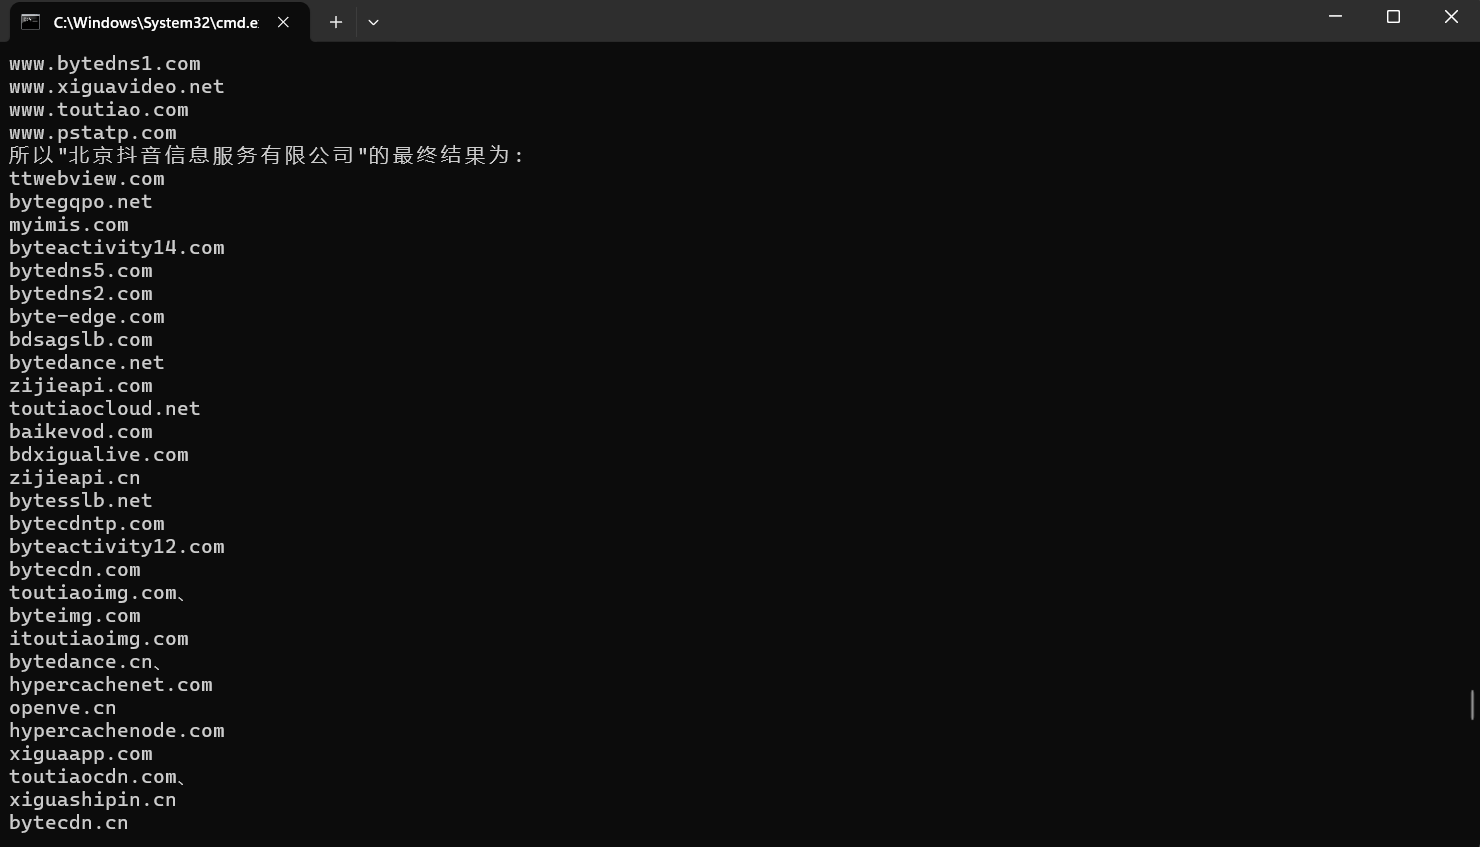 C:\Windows\System32\cmd.e
www.bytedns1.com
www.xiguavideo.net
www.toutiao.com
www.pstatp.com
所以"北京抖音信息服务有限公司"的最终结果为:
ttwebview.com
bytegqpo.net
myimis.com
byteactivity14.com
bytedns5.com
bytedns2.com
byte-edge.com
bdsagslb.com
bytedance.net
zijieapi.com
toutiaocloud.net
baikevod.com
bdxigualive.com
zijieapi.cn
bytesslb.net
bytecdntp.com
byteactivity12.com
bytecdn.com
toutiaoimg.com、
byteimg.com
itoutiaoimg.com
bytedance.cn、
hypercachenet.com
openve.cn
hypercachenode.com
xiguaapp.com
toutiaocdn.com、
xiguashipin.cn
bytecdn.cn